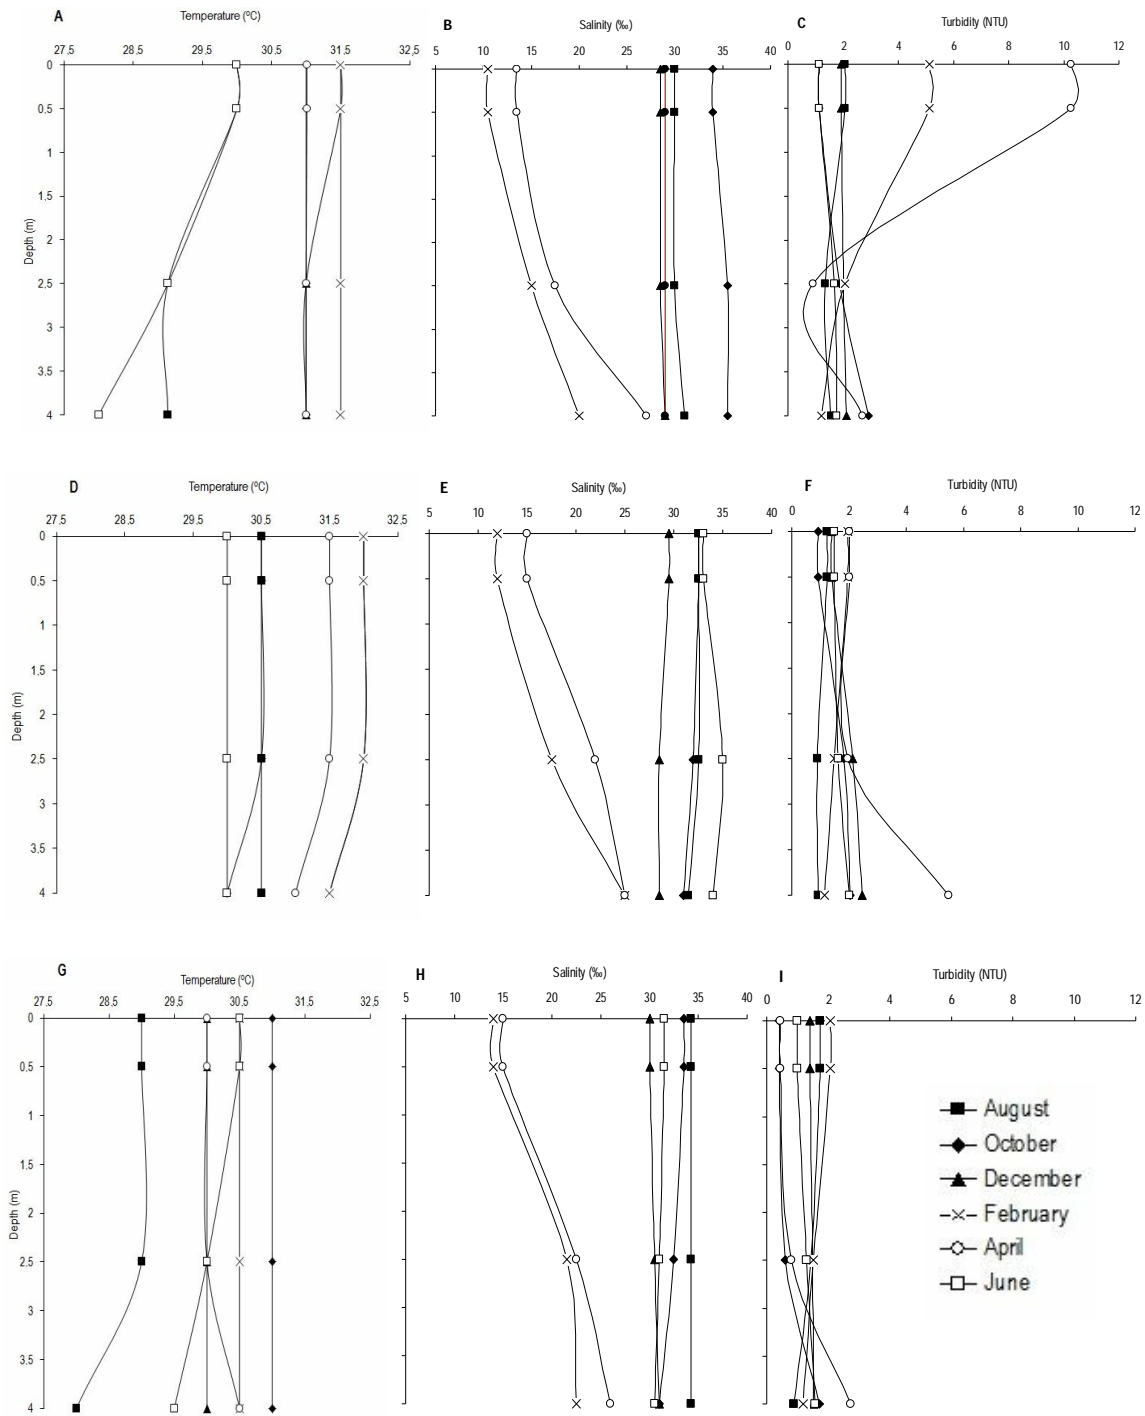 A Temperature (ºC) B Salinity (‰) C Turbidity (NTU)
27.5 28.5 29.5 30.5 31.5 32.5 5 10 15 20 25 30 35 40 0 2 4 6 8 10 12
0
0.5
1
1.5
2
2.5
3
3.5
4
Depth (m)
D Temperature (ºC) E Salinity (‰) F Turbidity (NTU)
27.5 28.5 29.5 30.5 31.5 32.5 5 10 15 20 25 30 35 40 0 2 4 6 8 10 12
0
0.5
1
1.5
2
2.5
3
3.5
4
Depth (m)
G Temperature (ºC) H Salinity (‰) I Turbidity (NTU)
27.5 28.5 29.5 30.5 31.5 32.5 5 10 15 20 25 30 35 40 0 2 4 6 8 10 12
0
0.5
1
1.5
2
2.5
3
3.5
4
Depth (m)
August
October
December
February
April
June